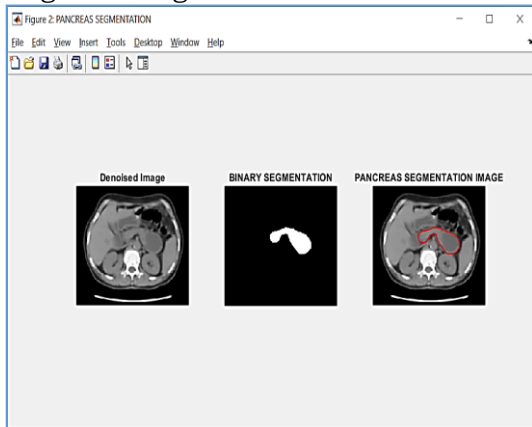 Figure 2: PANCREAS SEGMENTATION
File Edit View Insert Tools Desktop Window Help
Denoised Image
BINARY SEGMENTATION
PANCREAS SEGMENTATION IMAGE